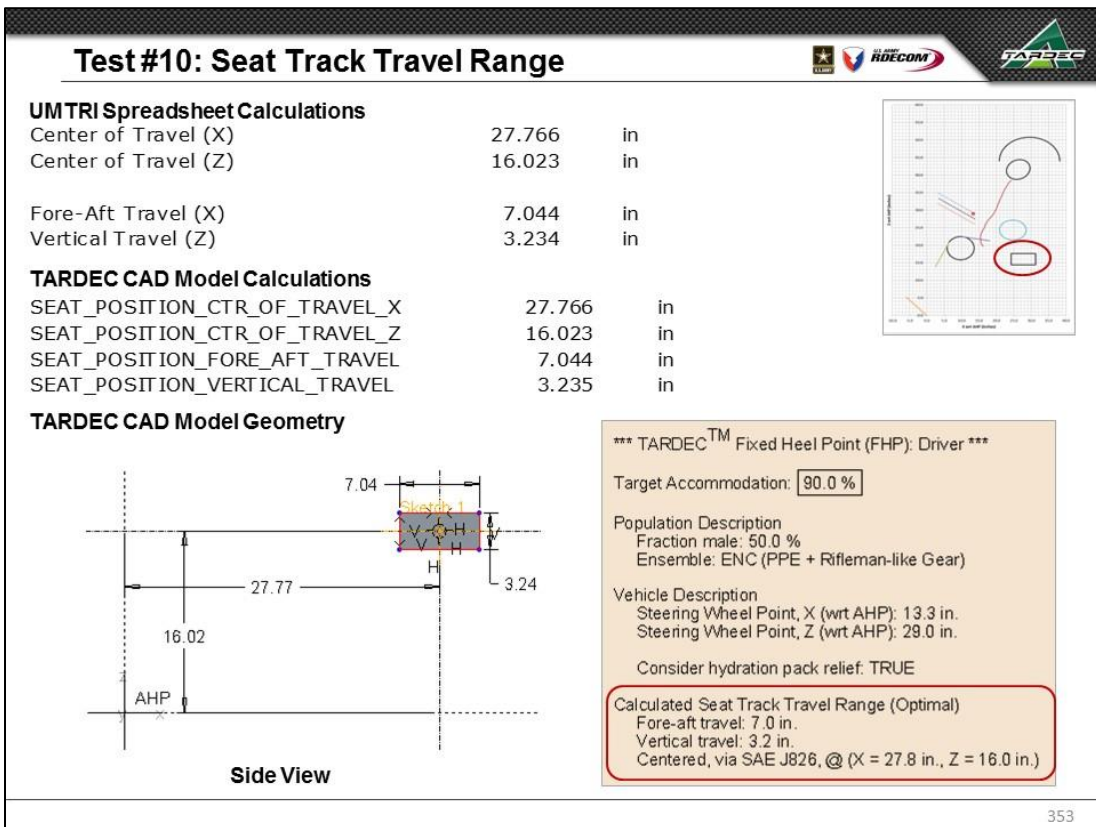 Test #10: Seat Track Travel Range
U.S. ARMY
RDECOM
TARDEC
UMTRI Spreadsheet Calculations
Center of Travel (X) 27.766 in
Center of Travel (Z) 16.023 in
Fore-Aft Travel (X) 7.044 in
Vertical Travel (Z) 3.234 in
TARDEC CAD Model Calculations
SEAT_POSITION_CTR_OF_TRAVEL_X 27.766 in
SEAT_POSITION_CTR_OF_TRAVEL_Z 16.023 in
SEAT_POSITION_FORE_AFT_TRAVEL 7.044 in
SEAT_POSITION_VERTICAL_TRAVEL 3.235 in
TARDEC CAD Model Geometry
7.04
Sketch 1
V H V
V H
H
3.24
27.77
16.02
Z
AHP
Y X
Side View
*** TARDEC™ Fixed Heel Point (FHP): Driver ***
Target Accommodation: 90.0 %
Population Description
Fraction male: 50.0 %
Ensemble: ENC (PPE + Rifleman-like Gear)
Vehicle Description
Steering Wheel Point, X (wrt AHP): 13.3 in.
Steering Wheel Point, Z (wrt AHP): 29.0 in.
Consider hydration pack relief: TRUE
Calculated Seat Track Travel Range (Optimal)
Fore-aft travel: 7.0 in.
Vertical travel: 3.2 in.
Centered, via SAE J826, @ (X = 27.8 in., Z = 16.0 in.)
353